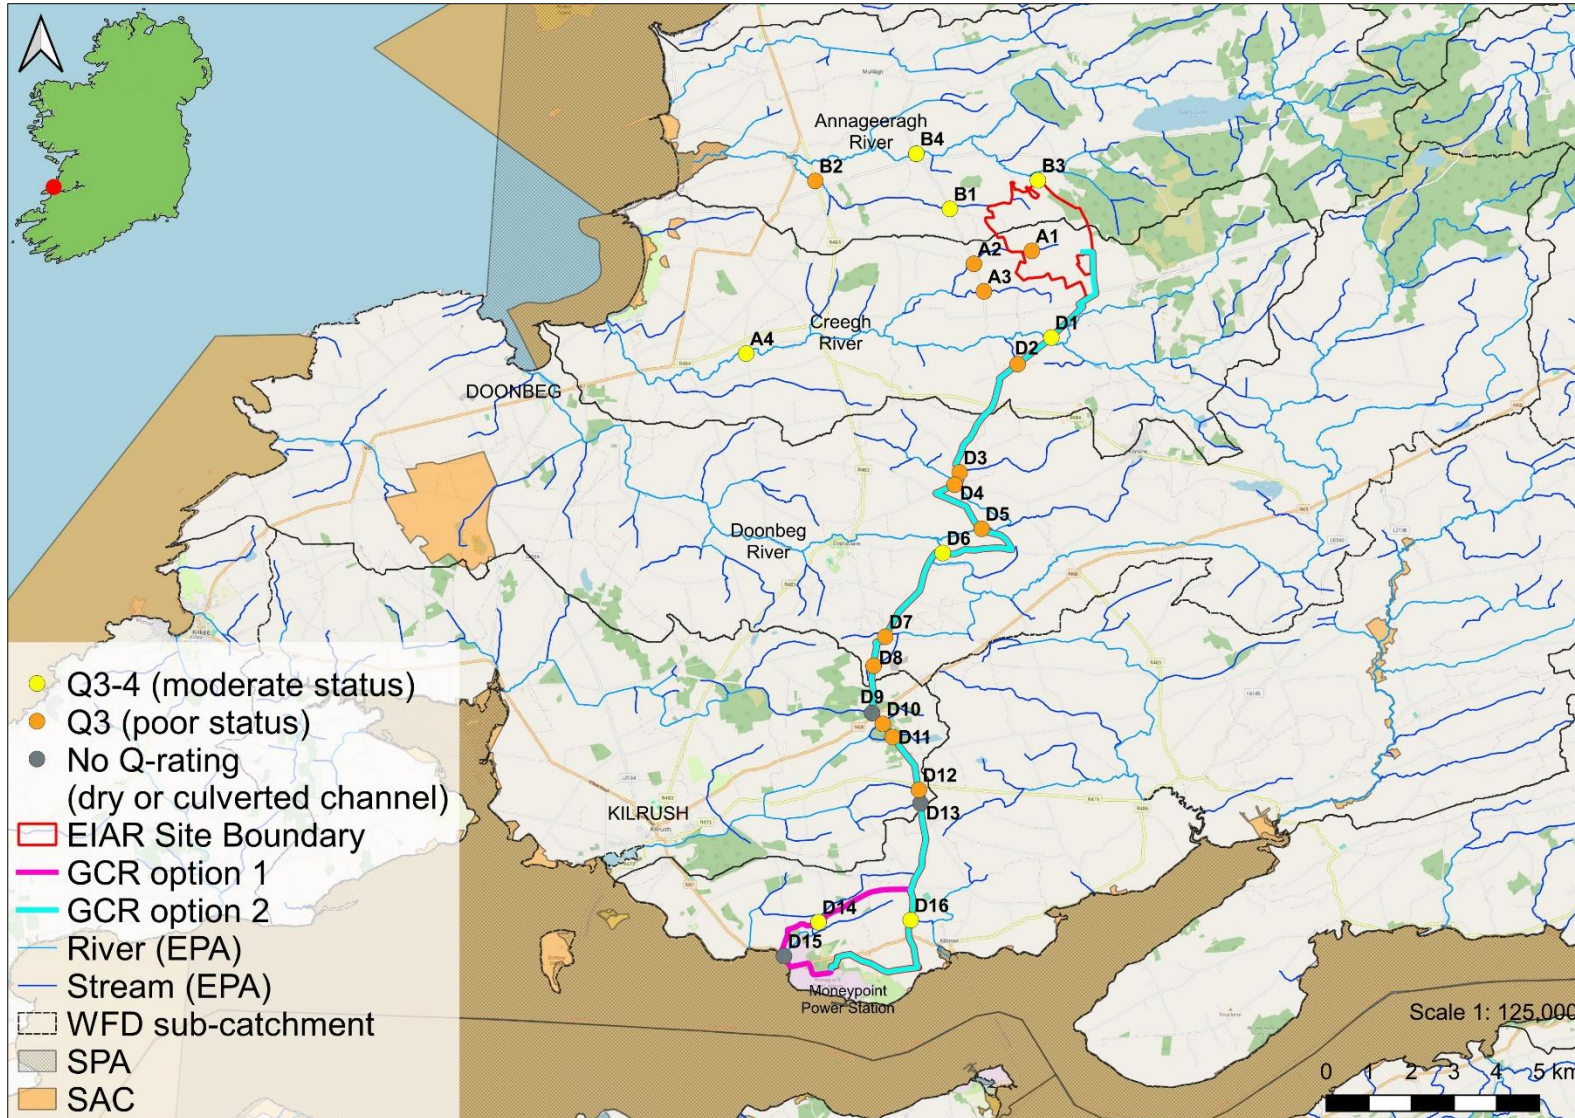 Mullagh
Annageeragh
River
B4
B3
B2
B1
A1
A2
A3
Creegh
River
D1
A4
D2
DOONBEG
D3
D4
D5
Doonbeg
River
D6
D7
D8
Kilkee
D9
D10
D11
D12
D13
KILRUSH
Kilrush
D14
D16
D15
Moneypoint
Power Station
Q3-4 (moderate status)
Q3 (poor status)
No Q-rating
(dry or culverted channel)
EIAR Site Boundary
GCR option 1
GCR option 2
River (EPA)
Stream (EPA)
WFD sub-catchment
SPA
SAC
Scale 1: 125,000
0 1 2 3 4 5 km